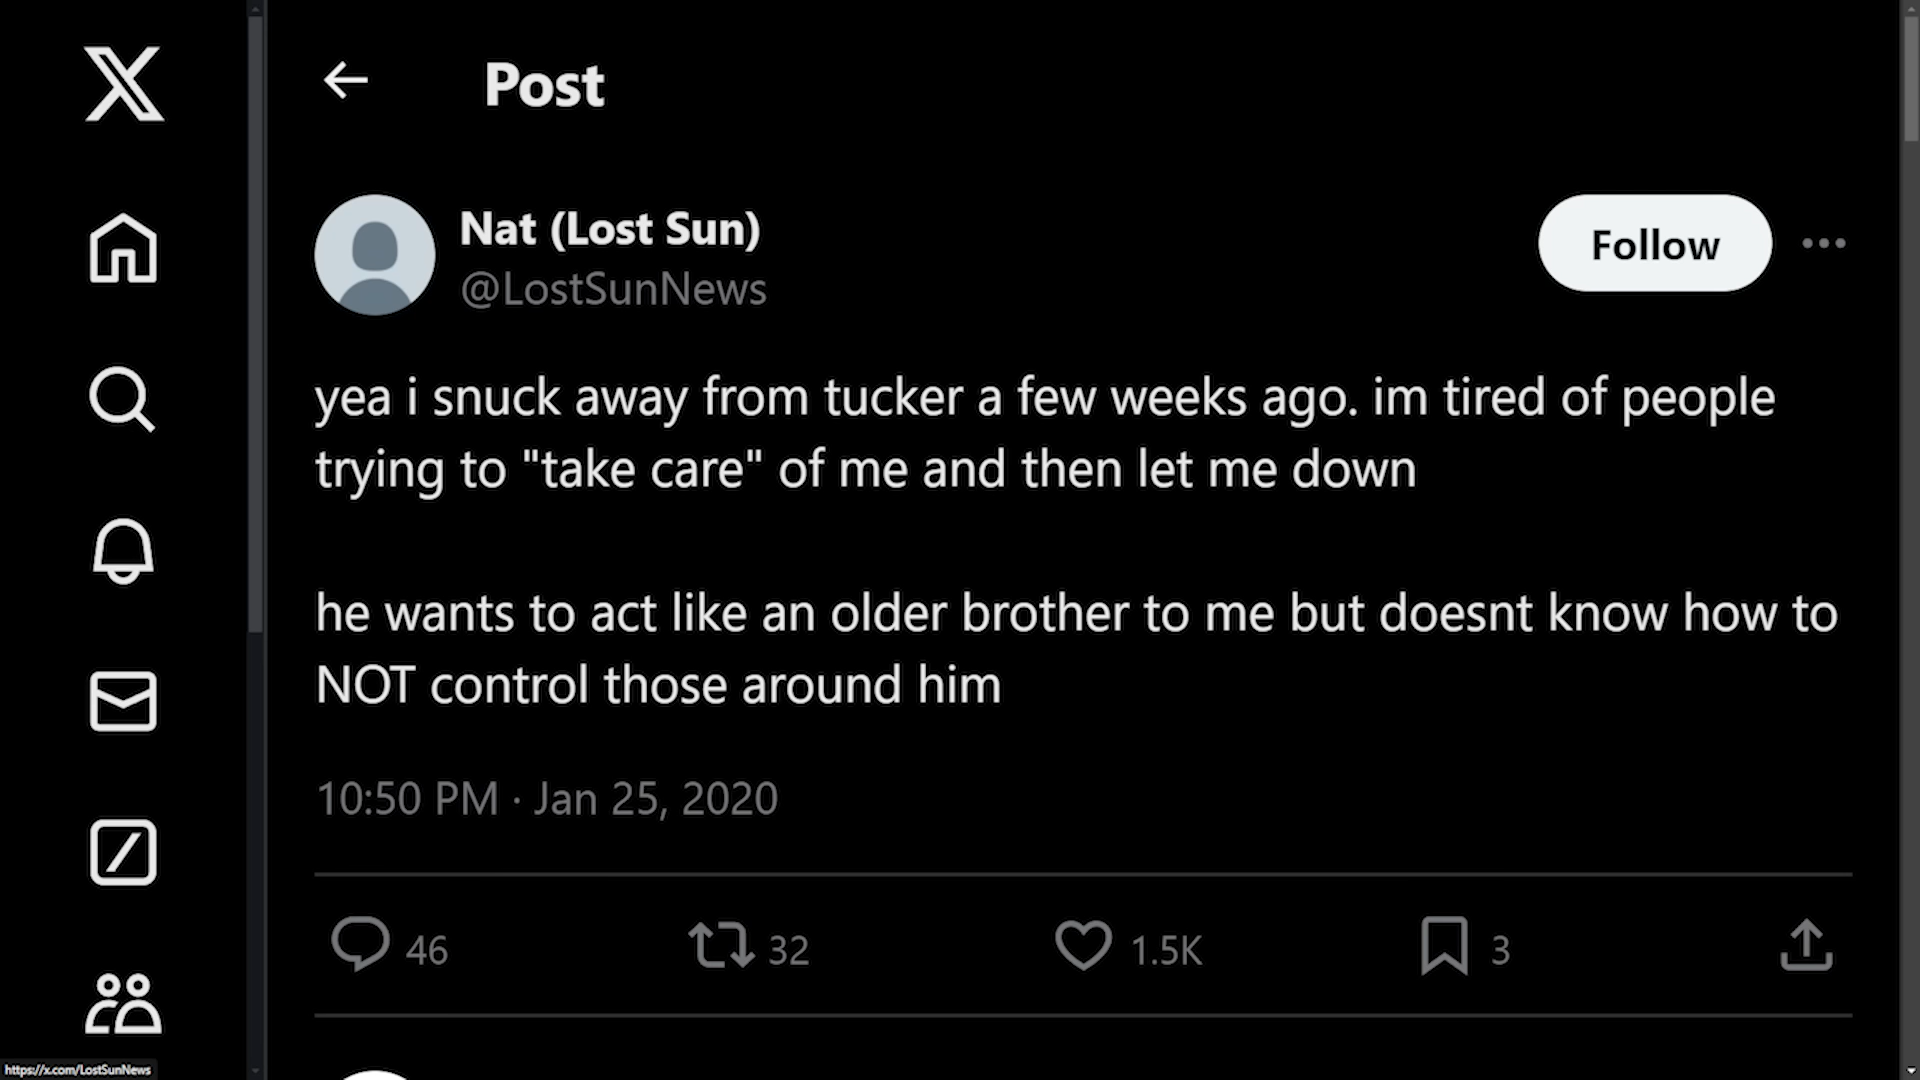 Post
Nat (Lost Sun)
@LostSunNews
Follow
yea i snuck away from tucker a few weeks ago. im tired of people
trying to "take care" of me and then let me down
he wants to act like an older brother to me but doesnt know how to
NOT control those around him
10:50 PM · Jan 25, 2020
46 32 1.5K 3
https://x.com/LostSunNews